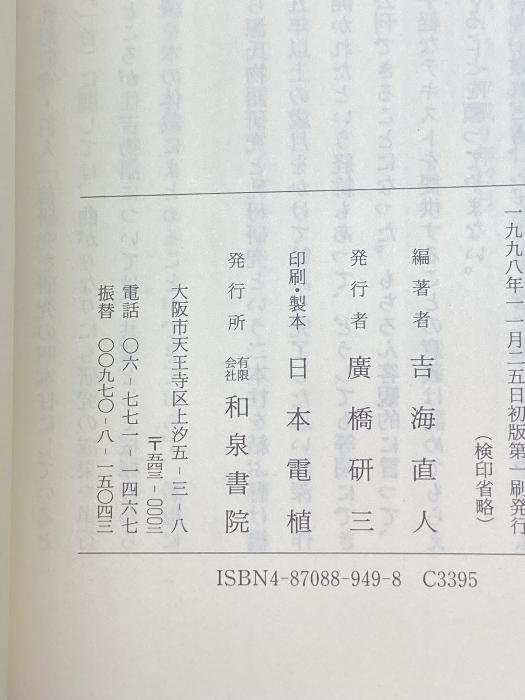 一九九八年一一月二五日初版第一刷発行
（検印省略）
編著者 吉海直人
発行者 廣橋研三
印刷・製本 日本電植
発行所 有限会社 和泉書院
大阪市天王寺区上汐五-三-八
〒五四三-〇〇〇二
電話 〇六-七七一-一四六七
振替 〇〇九七〇-八-一五〇四三
ISBN4-87088-949-8 C3395